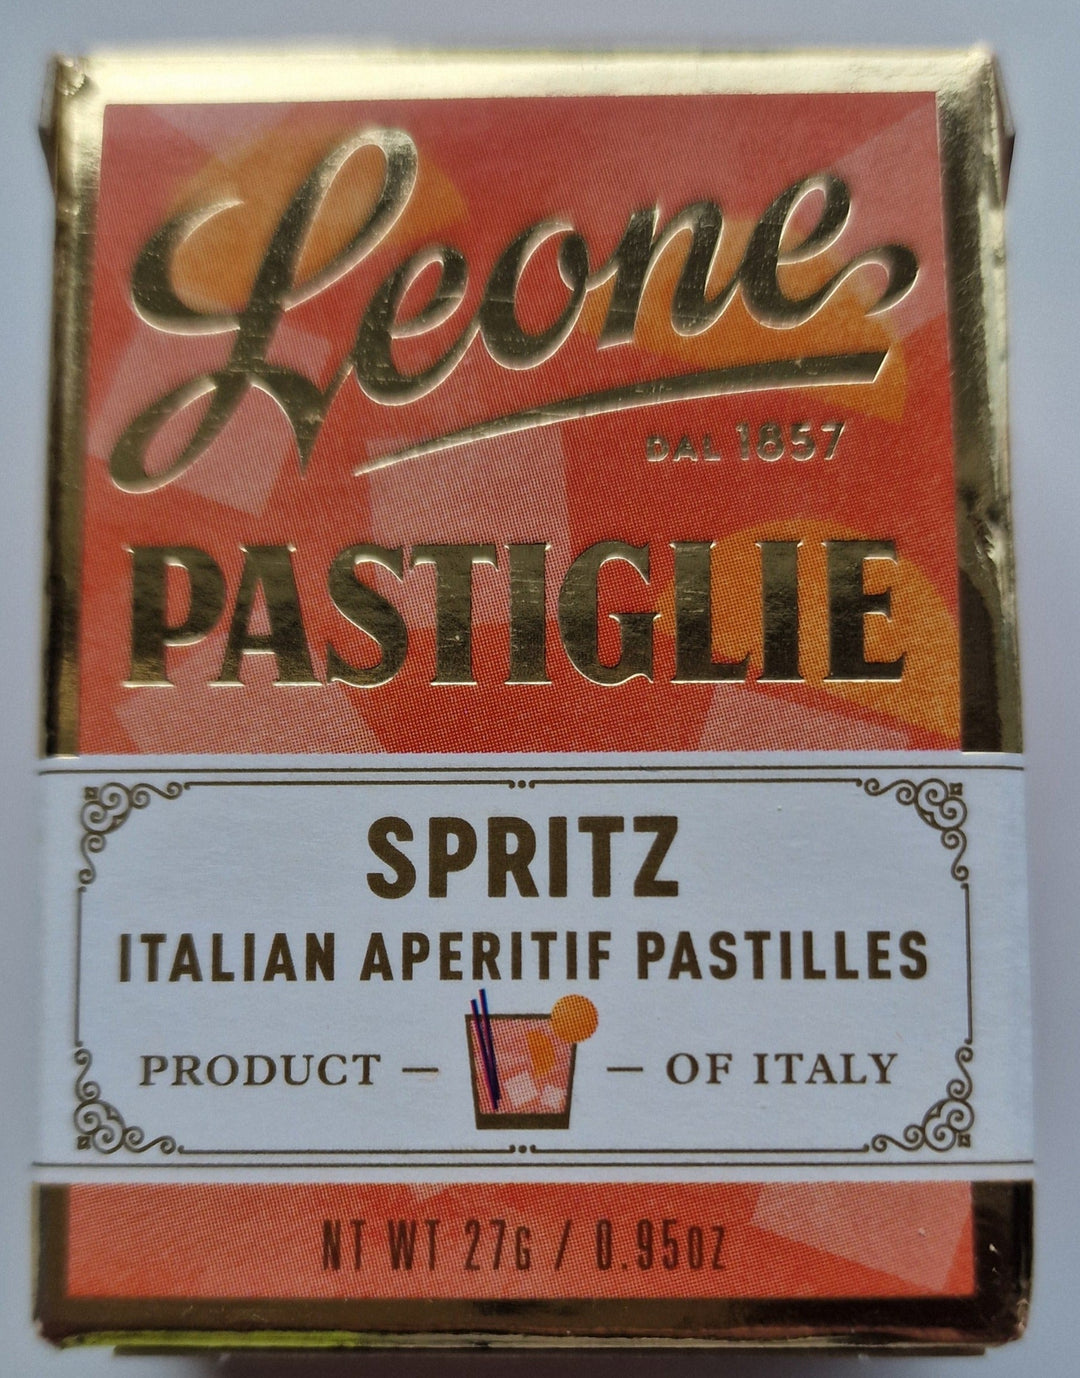 Leone
DAL 1857
PASTIGLIE
SPRITZ
ITALIAN APERITIF PASTILLES
PRODUCT — — OF ITALY
NT WT 27G / 0.95OZ